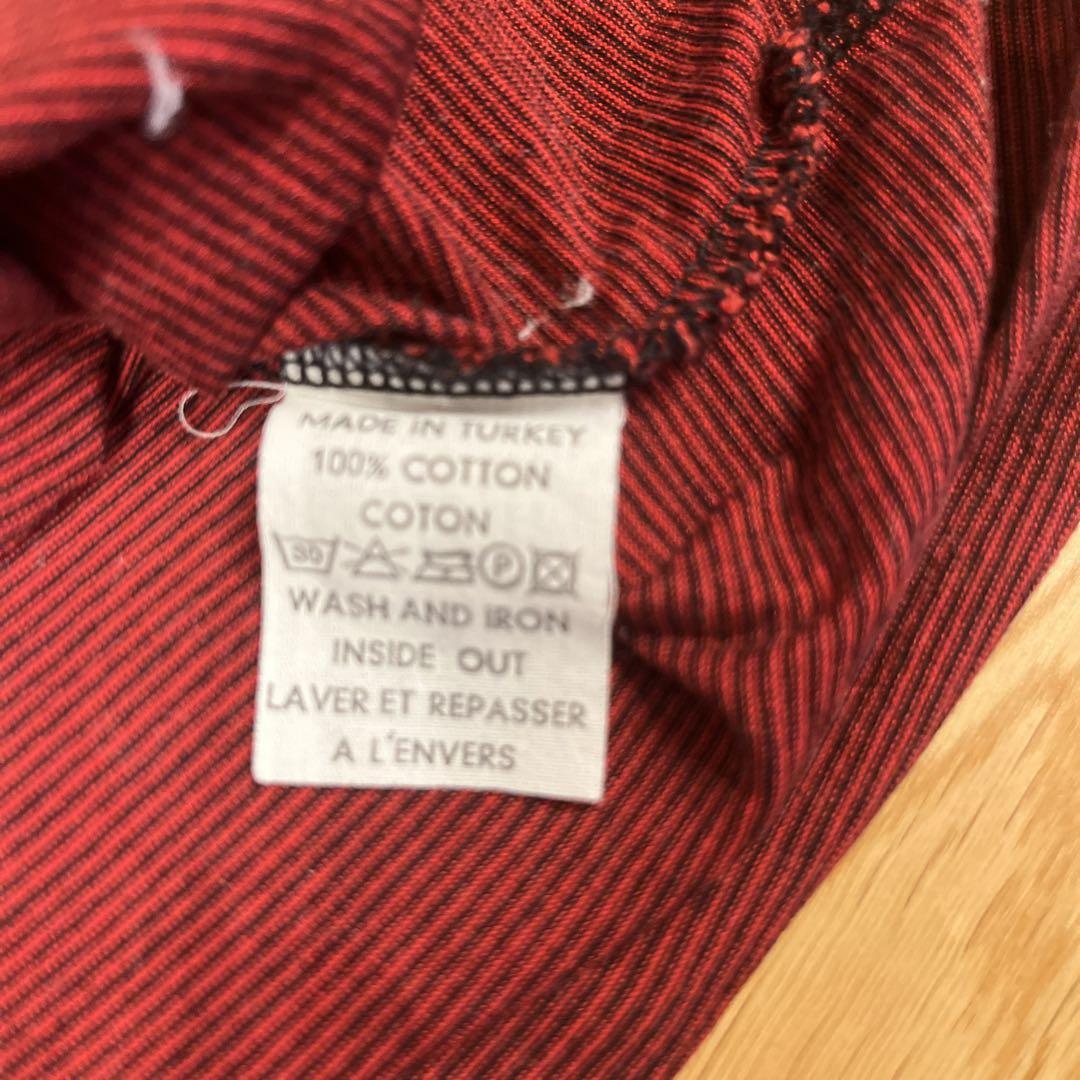 MADE IN TURKEY
100% COTTON
COTON
30 P
WASH AND IRON
INSIDE OUT
LAVER ET REPASSER
A L'ENVERS